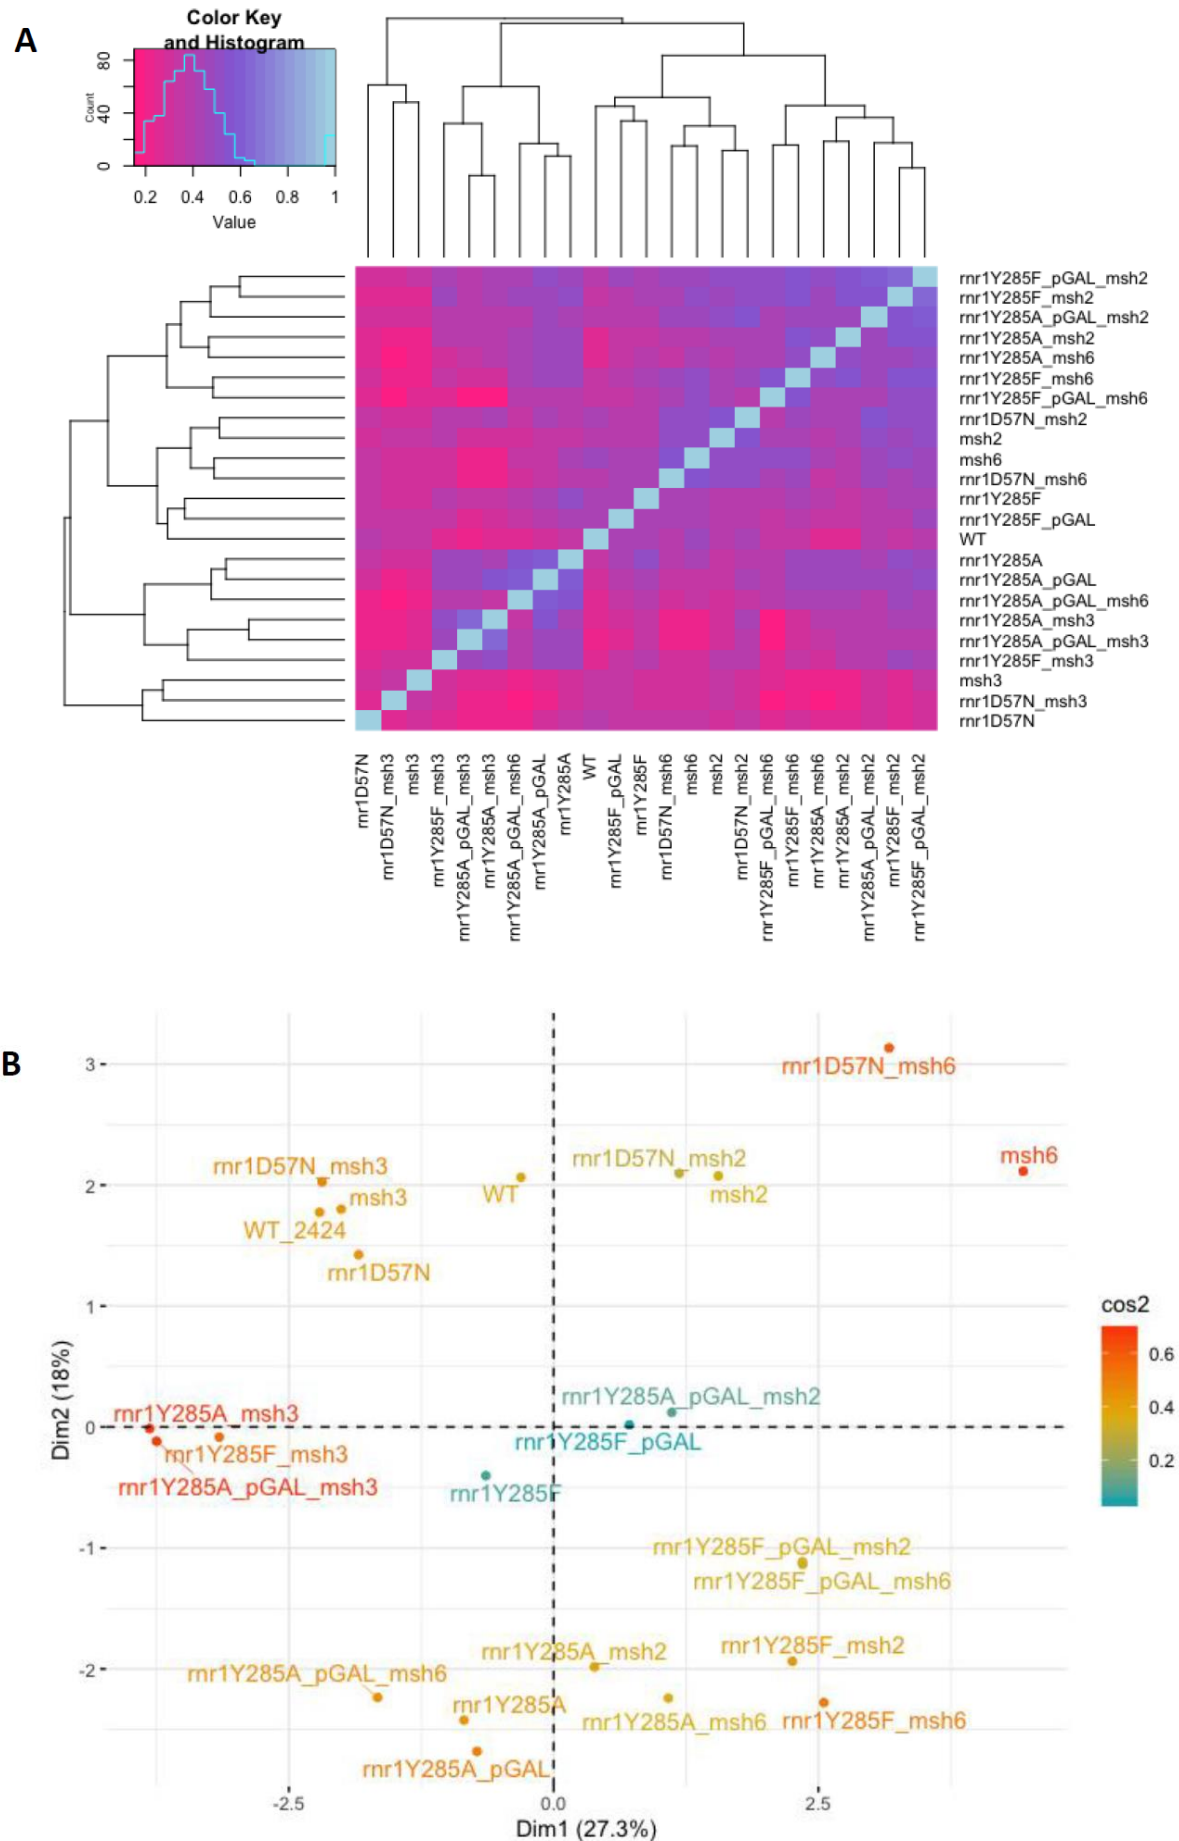 A
Color Key
and Histogram
Count
0 40 80
0.2 0.4 0.6 0.8 1
Value
rnr1Y285F_pGAL_msh2
rnr1Y285F_msh2
rnr1Y285A_pGAL_msh2
rnr1Y285A_msh2
rnr1Y285A_msh6
rnr1Y285F_msh6
rnr1Y285F_pGAL_msh6
rnr1D57N_msh2
msh2
msh6
rnr1D57N_msh6
rnr1Y285F
rnr1Y285F_pGAL
WT
rnr1Y285A
rnr1Y285A_pGAL
rnr1Y285A_pGAL_msh6
rnr1Y285A_msh3
rnr1Y285A_pGAL_msh3
rnr1Y285F_msh3
msh3
rnr1D57N_msh3
rnr1D57N
rnr1D57N
rnr1D57N_msh3
msh3
rnr1Y285F_msh3
rnr1Y285A_pGAL_msh3
rnr1Y285A_msh3
rnr1Y285A_pGAL_msh6
rnr1Y285A_pGAL
rnr1Y285A
WT
rnr1Y285F_pGAL
rnr1Y285F
rnr1D57N_msh6
msh6
msh2
rnr1D57N_msh2
rnr1Y285F_pGAL_msh6
rnr1Y285F_msh6
rnr1Y285A_msh6
rnr1Y285A_msh2
rnr1Y285A_pGAL_msh2
rnr1Y285F_msh2
rnr1Y285F_pGAL_msh2
B
Dim2 (18%)
3
2
1
0
-1
-2
rnr1D57N_msh6
msh6
rnr1D57N_msh3
rnr1D57N_msh2
WT
msh2
msh3
WT_2424
rnr1D57N
rnr1Y285A_pGAL_msh2
rnr1Y285A_msh3
rnr1Y285F_pGAL
rnr1Y285F_msh3
rnr1Y285A_pGAL_msh3
rnr1Y285F
rnr1Y285F_pGAL_msh2
rnr1Y285F_pGAL_msh6
rnr1Y285A_msh2
rnr1Y285F_msh2
rnr1Y285A_pGAL_msh6
rnr1Y285A
rnr1Y285A_msh6
rnr1Y285F_msh6
rnr1Y285A_pGAL
-2.5 0.0 2.5
Dim1 (27.3%)
cos2
0.6
0.4
0.2